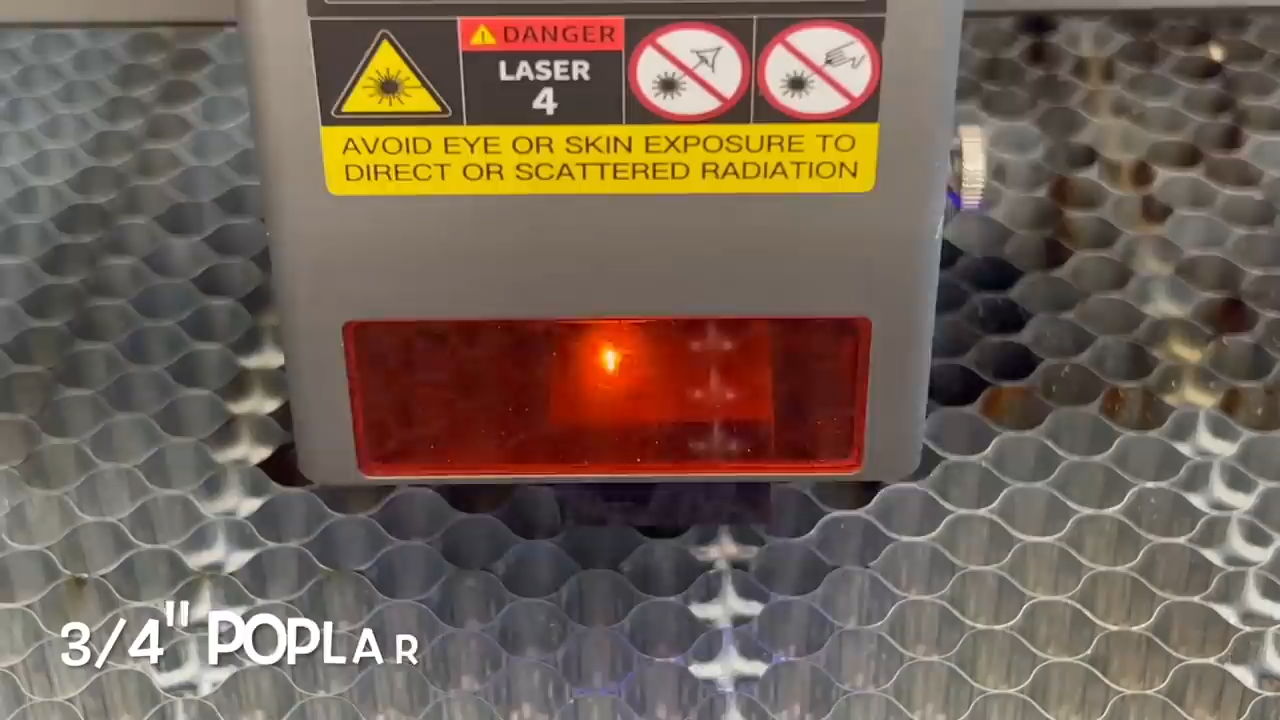 DANGER
LASER
4
AVOID EYE OR SKIN EXPOSURE TO
DIRECT OR SCATTERED RADIATION
3/4" POPLAR